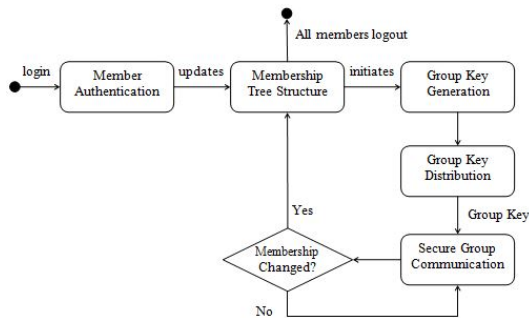 All members logout
login
Member
Authentication
updates
Membership
Tree Structure
initiates
Group Key
Generation
Group Key
Distribution
Group Key
Yes
Membership
Changed?
Secure Group
Communication
No